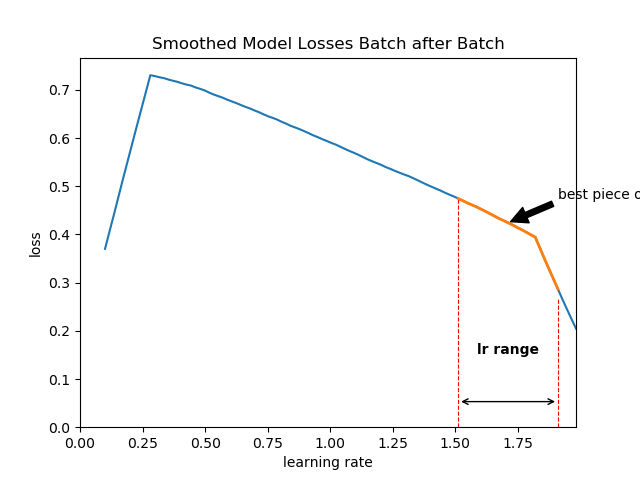 Smoothed Model Losses Batch after Batch
0.7
0.6
0.5
0.4
0.3
0.2
0.1
0.0
loss
best piece
lr range
0.00 0.25 0.50 0.75 1.00 1.25 1.50 1.75
learning rate